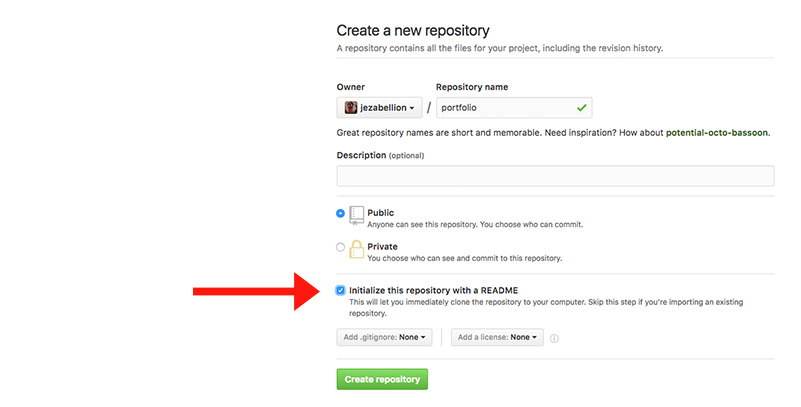 Create a new repository
A repository contains all the files for your project, including the revision history.
Owner
Repository name
jezabellion
/
portfolio
Great repository names are short and memorable. Need inspiration? How about potential-octo-bassoon.
Description (optional)
Public
Anyone can see this repository. You choose who can commit.
Private
You choose who can see and commit to this repository.
Initialize this repository with a README
This will let you immediately clone the repository to your computer. Skip this step if you're importing an existing
repository.
Add .gitignore: None
Add a license: None
Create repository